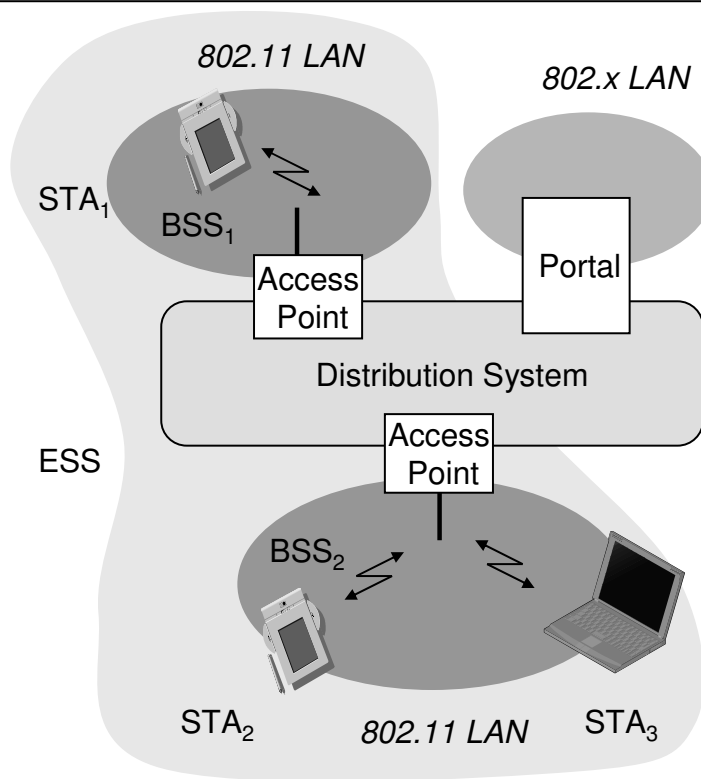 802.11 LAN
802.x LAN
STA₁
BSS₁
Access
Point
Portal
Distribution System
ESS
Access
Point
BSS₂
STA₂
802.11 LAN
STA₃